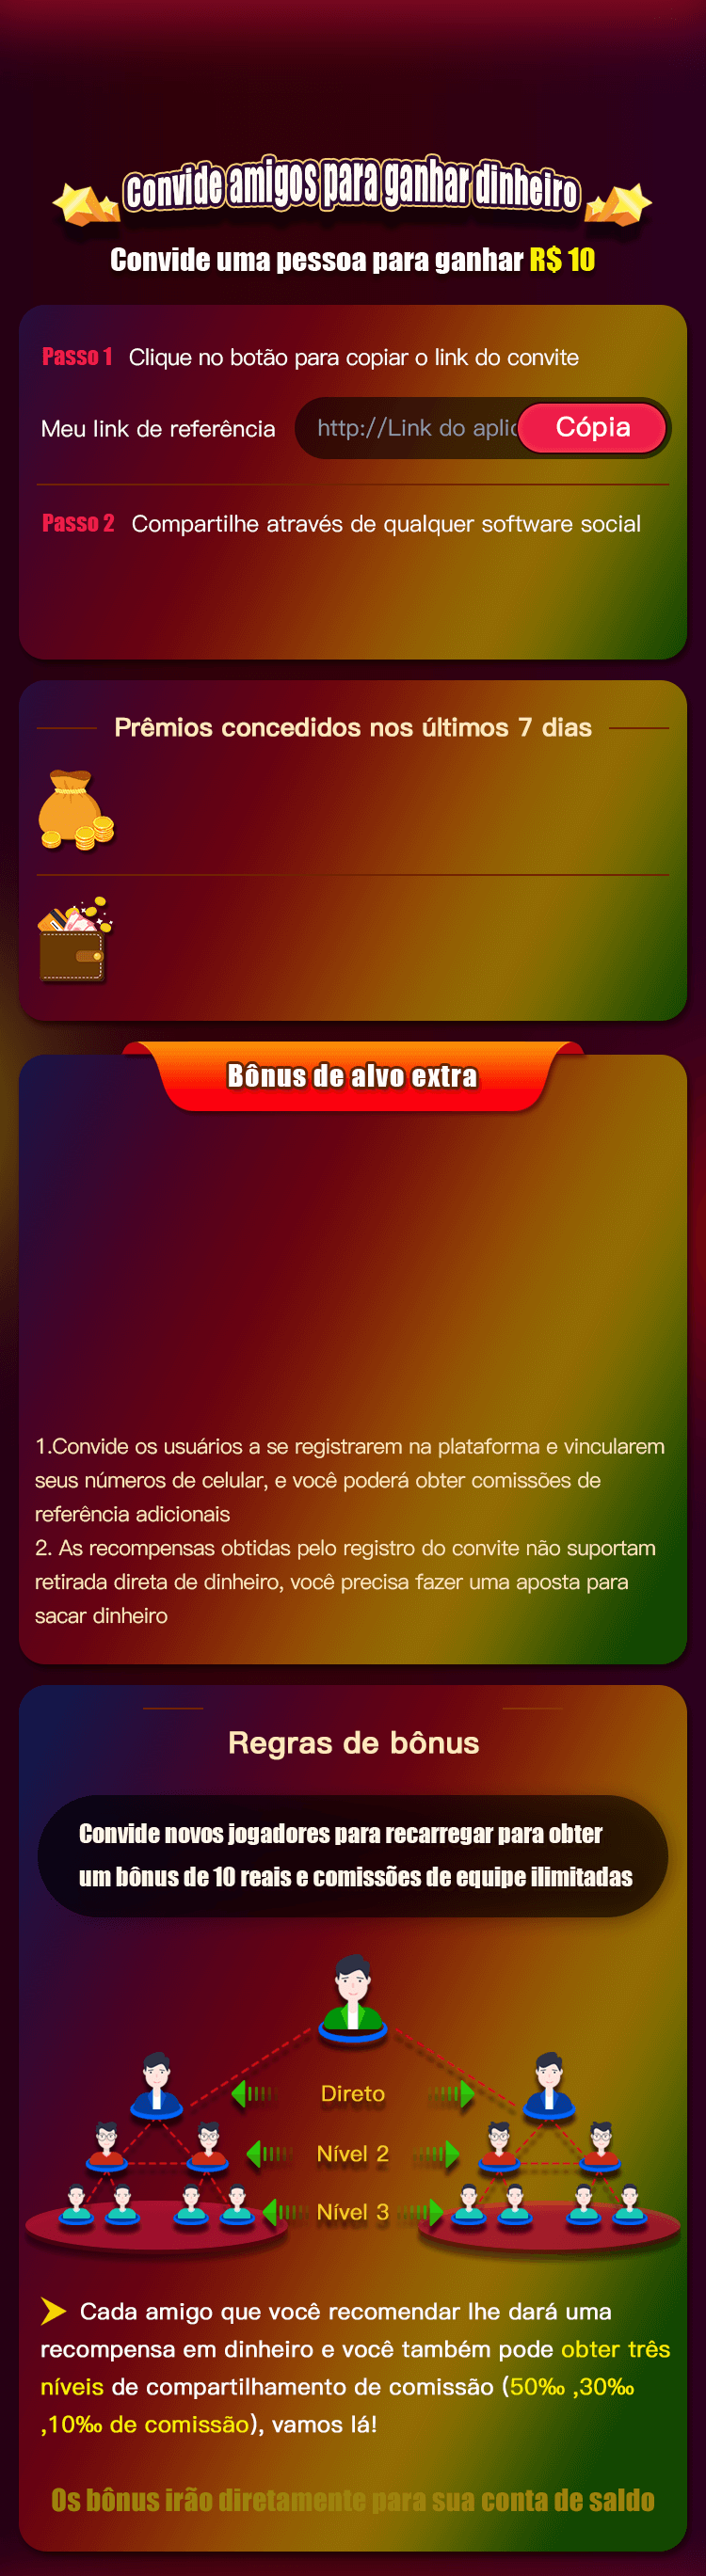 Convide amigos para ganhar dinheiro
Convide uma pessoa para ganhar R$ 10
Passo 1 Clique no botão para copiar o link do convite
Meu link de referência http://Link do aplic Cópia
Passo 2 Compartilhe através de qualquer software social
Prêmios concedidos nos últimos 7 dias
Bônus de alvo extra
1.Convide os usuários a se registrarem na plataforma e vincularem
seus números de celular, e você poderá obter comissões de
referência adicionais
2. As recompensas obtidas pelo registro do convite não suportam
retirada direta de dinheiro, você precisa fazer uma aposta para
sacar dinheiro
Regras de bônus
Convide novos jogadores para recarregar para obter
um bônus de 10 reais e comissões de equipe ilimitadas
Direto
Nível 2
Nível 3
Cada amigo que você recomendar lhe dará uma
recompensa em dinheiro e você também pode obter três
níveis de compartilhamento de comissão (50‰ ,30‰
,10‰ de comissão), vamos lá!
Os bônus irão diretamente para sua conta de saldo